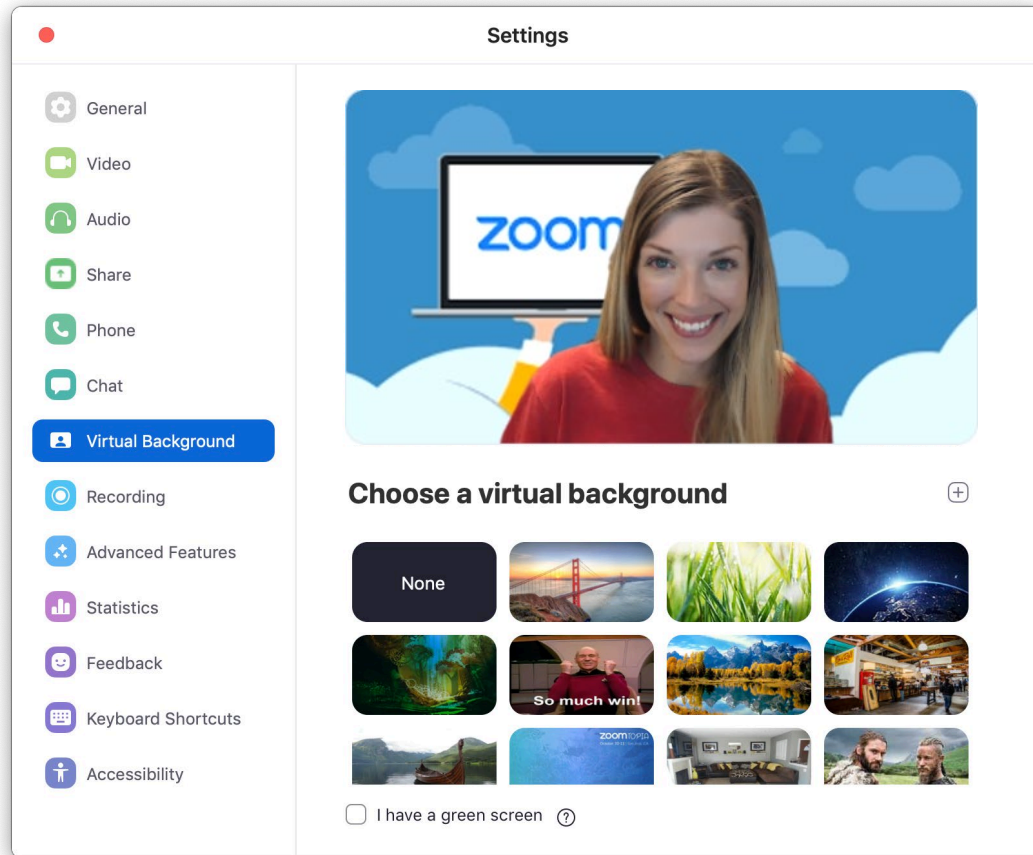 Settings
General
Video
Audio
Share
Phone
Chat
Virtual Background
Recording
Advanced Features
Statistics
Feedback
Keyboard Shortcuts
Accessibility
zoom
Choose a virtual background
None
So much win!
zoomTOPIA
I have a green screen